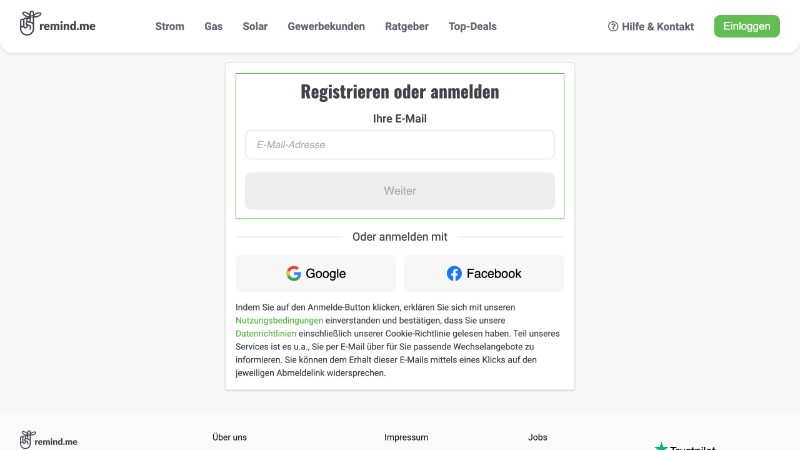 remind.me
Strom
Gas
Solar
Gewerbekunden
Ratgeber
Top-Deals
Hilfe & Kontakt
Einloggen
Registrieren oder anmelden
Ihre E-Mail
E-Mail-Adresse
Weiter
Oder anmelden mit
Google
Facebook
Indem Sie auf den Anmelde-Button klicken, erklären Sie sich mit unseren
Nutzungsbedingungen einverstanden und bestätigen, dass Sie unsere
Datenrichtlinien einschließlich unserer Cookie-Richtlinie gelesen haben. Teil unseres
Services ist es u.a., Sie per E-Mail über für Sie passende Wechselangebote zu
informieren. Sie können dem Erhalt dieser E-Mails mittels eines Klicks auf den
jeweiligen Abmeldelink widersprechen.
remind.me
Über uns
Impressum
Jobs
Trustpilot